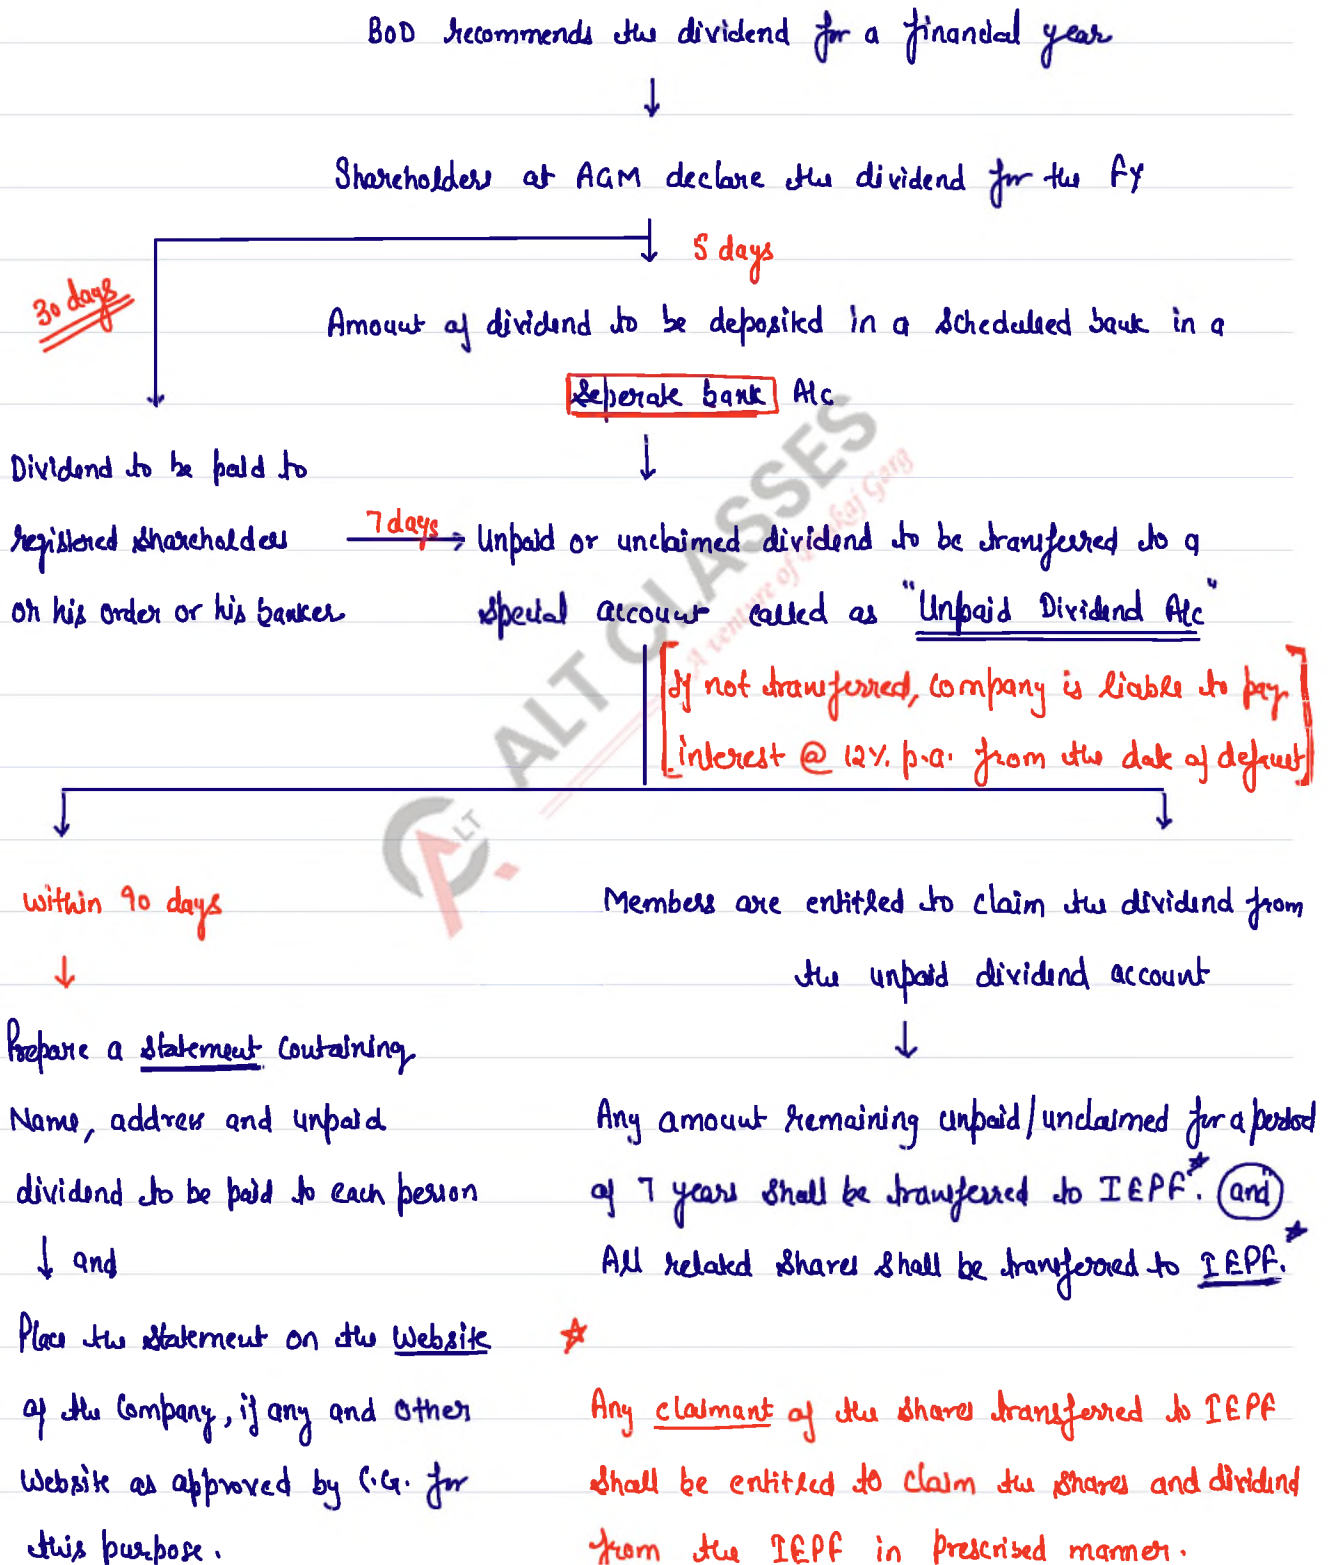 BOD recommends the dividend for a financial year
Shareholders at AGM declare the dividend for the FY
5 days
30 days
Amount of dividend to be deposited in a scheduled bank in a
Seperate bank A/c
Dividend to be paid to
registered shareholders
or his order or his banker
7 days
Unpaid or unclaimed dividend to be transferred to a
special account called as "Unpaid Dividend A/c"
[If not transferred, company is liable to pay
interest @ 12% p.a. from the date of default]
within 90 days
Prepare a statement containing
Name, address and unpaid
dividend to be paid to each person
and
Place the statement on the website
of the Company, if any and other
website as approved by C.G. for
this purpose.
Members are entitled to claim the dividend from
the unpaid dividend account
Any amount remaining unpaid/unclaimed for a period
of 7 years shall be transferred to IEPF*. and
All related shares shall be transferred to IEPF.*
Any claimant of the shares transferred to IEPF
shall be entitled to claim the shares and dividend
from the IEPF in prescribed manner.
ALT CLASSES
A venture of Pankaj Garg
ALT